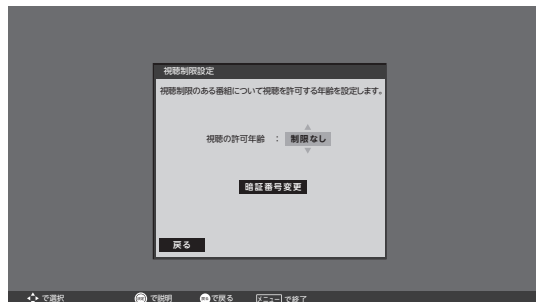 視聴制限設定
視聴制限のある番組について視聴を許可する年齢を設定します。
視聴の許可年齢 : 制限なし
暗証番号変更
戻る
で選択 で説明 で戻る メニュー で終了